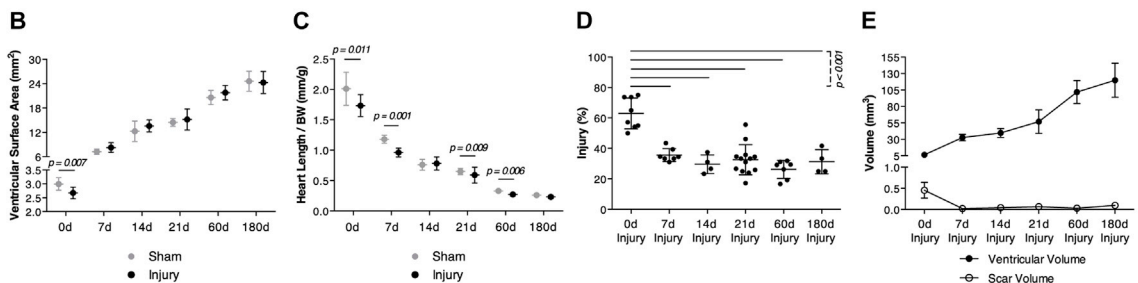 B
Ventricular Surface Area (mm²)
30
24
18
12
6
3.5
3.0
2.5
2.0
p = 0.007
0d
7d
14d
21d
60d
180d
Sham
Injury
C
Heart Length / BW (mm/g)
2.5
2.0
1.5
1.0
0.5
0.0
p = 0.011
p = 0.001
p = 0.009
p = 0.006
0d
7d
14d
21d
60d
180d
Sham
Injury
D
Injury (%)
100
80
60
40
20
0
p < 0.001
0d
Injury
7d
Injury
14d
Injury
21d
Injury
60d
Injury
180d
Injury
E
Volume (mm³)
155
130
105
80
55
30
5
1.0
0.5
0.0
0d
Injury
7d
Injury
14d
Injury
21d
Injury
60d
Injury
180d
Injury
Ventricular Volume
Scar Volume